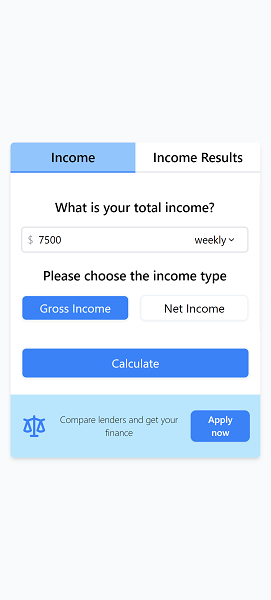 Income
Income Results
What is your total income?
$ 7500
weekly
Please choose the income type
Gross Income
Net Income
Calculate
Compare lenders and get your
finance
Apply
now